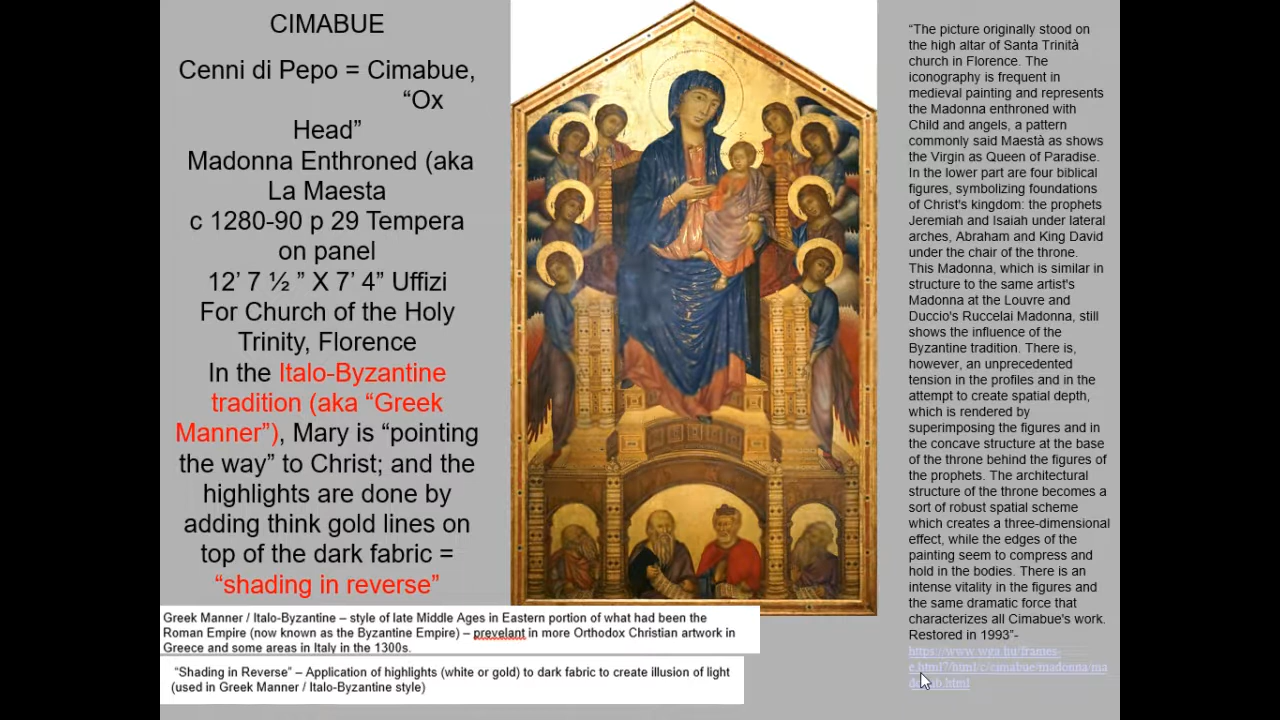 CIMABUE
Cenni di Pepo = Cimabue,
“Ox
Head”
Madonna Enthroned (aka
La Maesta
c 1280-90 p 29 Tempera
on panel
12’ 7 ½ ” X 7’ 4” Uffizi
For Church of the Holy
Trinity, Florence
In the Italo-Byzantine
tradition (aka “Greek
Manner”), Mary is “pointing
the way” to Christ; and the
highlights are done by
adding think gold lines on
top of the dark fabric =
“shading in reverse”
Greek Manner / Italo-Byzantine – style of late Middle Ages in Eastern portion of what had been the
Roman Empire (now known as the Byzantine Empire) – prevelant in more Orthodox Christian artwork in
Greece and some areas in Italy in the 1300s.
“Shading in Reverse” – Application of highlights (white or gold) to dark fabric to create illusion of light
(used in Greek Manner / Italo-Byzantine style)
“The picture originally stood on
the high altar of Santa Trinità
church in Florence. The
iconography is frequent in
medieval painting and represents
the Madonna enthroned with
Child and angels, a pattern
commonly said Maestà as shows
the Virgin as Queen of Paradise.
In the lower part are four biblical
figures, symbolizing foundations
of Christ's kingdom: the prophets
Jeremiah and Isaiah under lateral
arches, Abraham and King David
under the chair of the throne.
This Madonna, which is similar in
structure to the same artist's
Madonna at the Louvre and
Duccio's Ruccelai Madonna, still
shows the influence of the
Byzantine tradition. There is,
however, an unprecedented
tension in the profiles and in the
attempt to create spatial depth,
which is rendered by
superimposing the figures and in
the concave structure at the base
of the throne behind the figures of
the prophets. The architectural
structure of the throne becomes a
sort of robust spatial scheme
which creates a three-dimensional
effect, while the edges of the
painting seem to compress and
hold in the bodies. There is an
intense vitality in the figures and
the same dramatic force that
characterizes all Cimabue's work.
Restored in 1993”-
https://www.wga.hu/frames-
e.html?/html/c/cimabue/madonna/ma